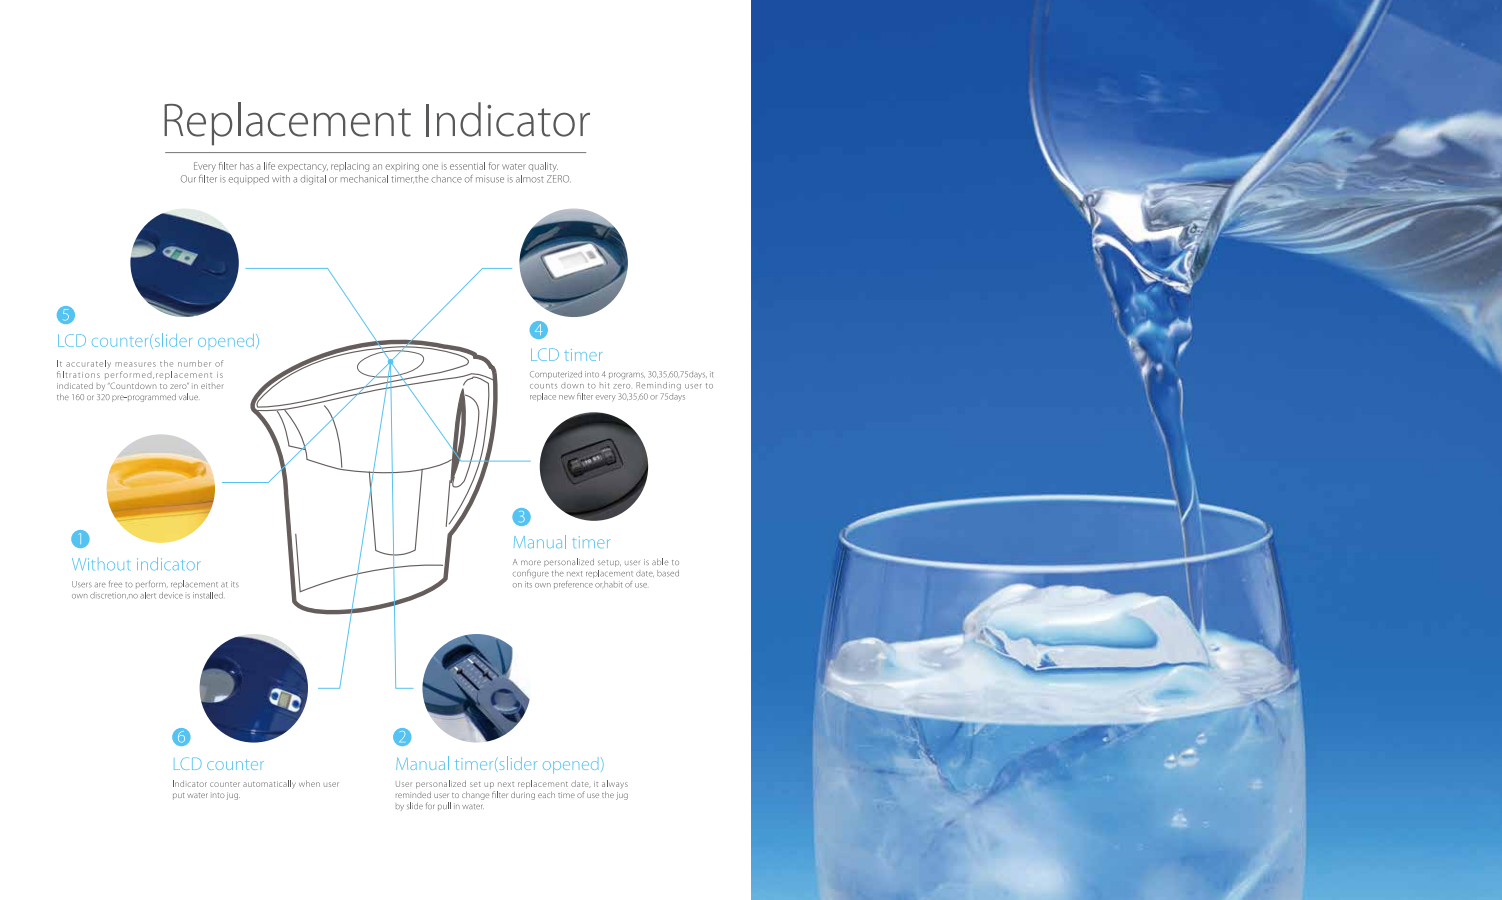 Replacement Indicator
Every filter has a life expectancy, replacing an expiring one is essential for water quality.
Our filter is equipped with a digital or mechanical timer,the chance of misuse is almost ZERO.
5
LCD counter(slider opened)
It accurately measures the number of
filtrations performed,replacement is
indicated by "Countdown to zero" in either
the 160 or 320 pre-programmed value.
4
LCD timer
Computerized into 4 programs, 30,35,60,75days, it
counts down to hit zero. Reminding user to
replace new filter every 30,35,60 or 75days
1
Without indicator
Users are free to perform, replacement at its
own discretion,no alert device is installed.
3
Manual timer
A more personalized setup, user is able to
configure the next replacement date, based
on its own preference or,habit of use.
6
LCD counter
Indicator counter automatically when user
put water into jug.
2
Manual timer(slider opened)
User personalized set up next replacement date, it always
reminded user to change filter during each time of use the jug
by slide for pull in water.